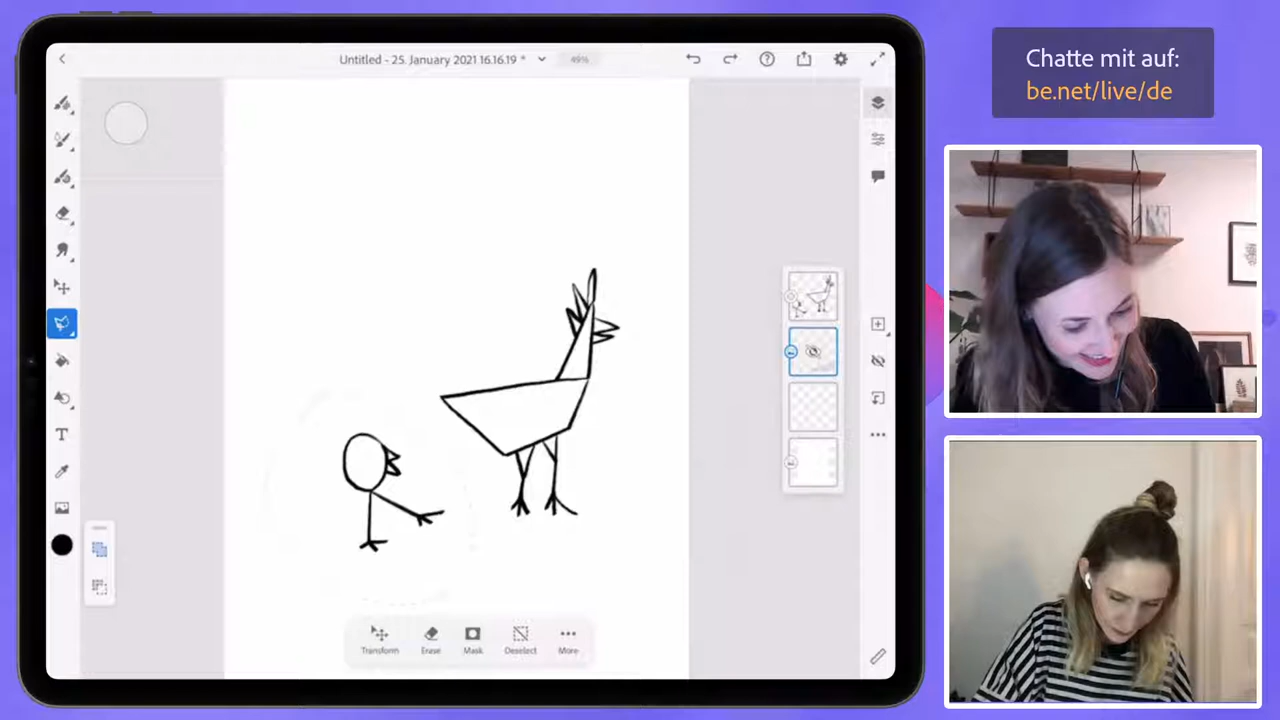 Untitled - 25. January 2021 16.16.19 *
49%
Chatte mit auf:
be.net/live/de
T
Transform
Erase
Mask
Deselect
More